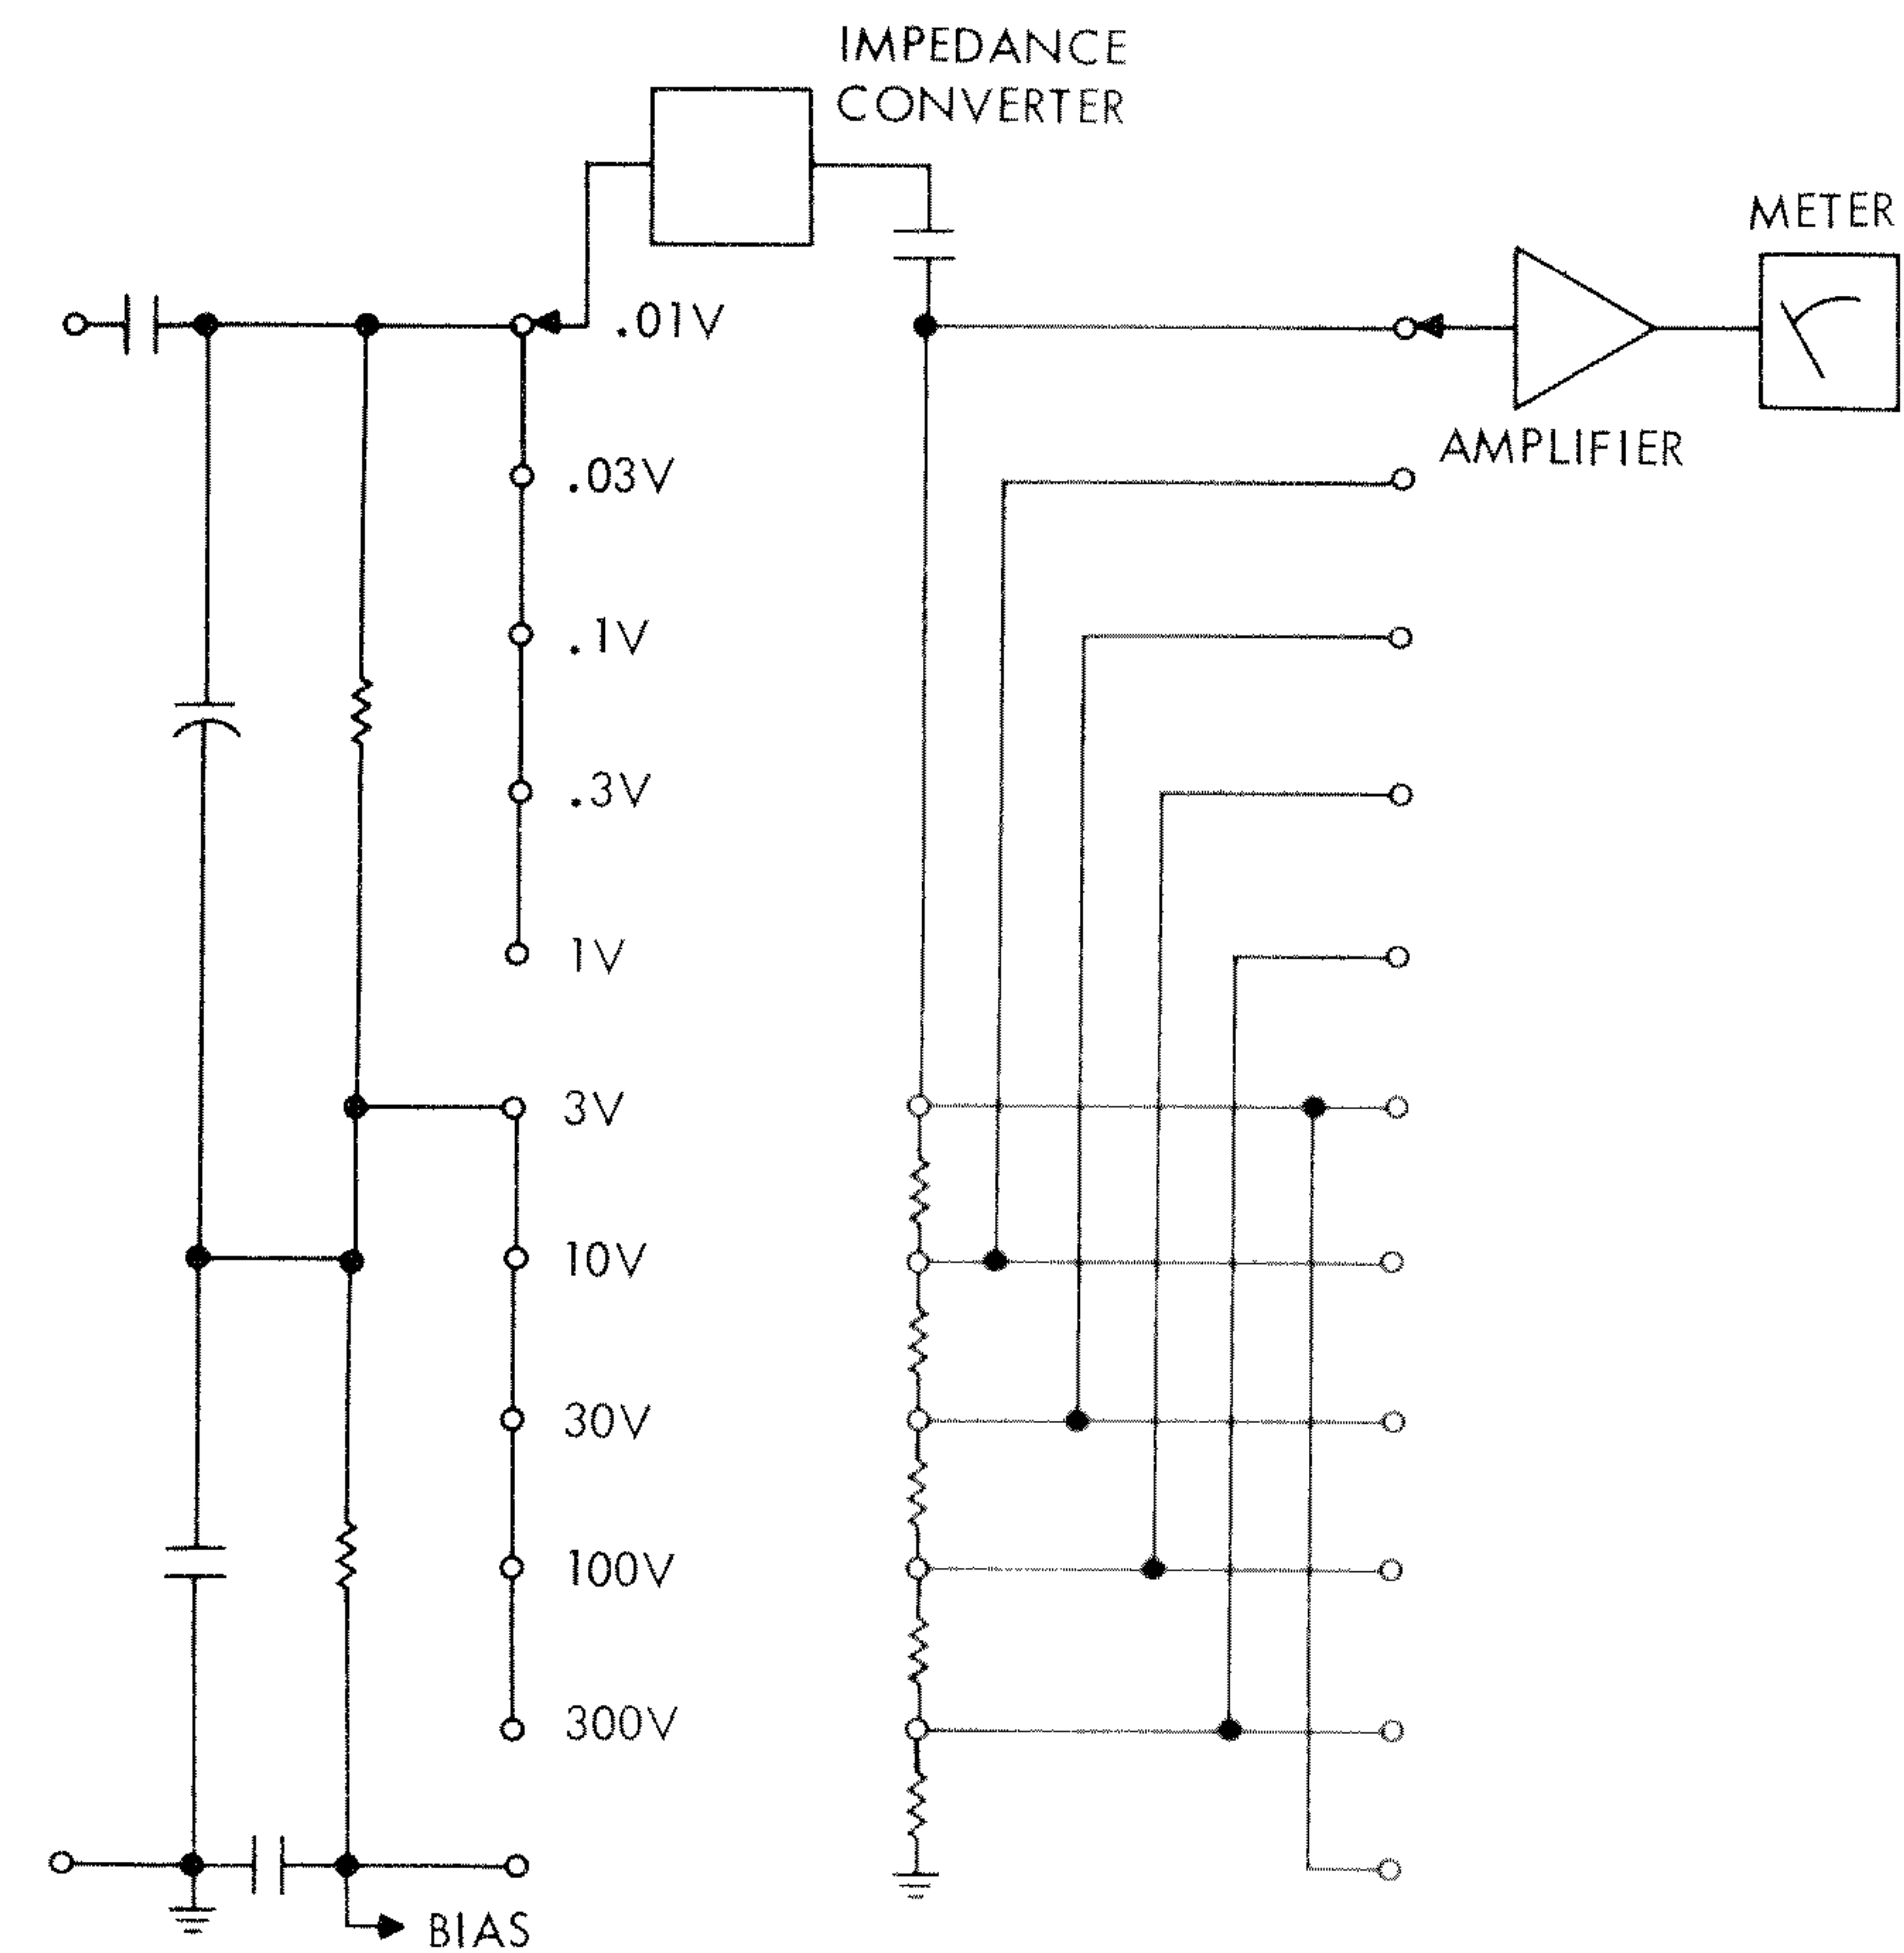 IMPEDANCE
CONVERTER
METER
.01V
AMPLIFIER
.03V
.1V
.3V
1V
3V
10V
30V
100V
300V
BIAS